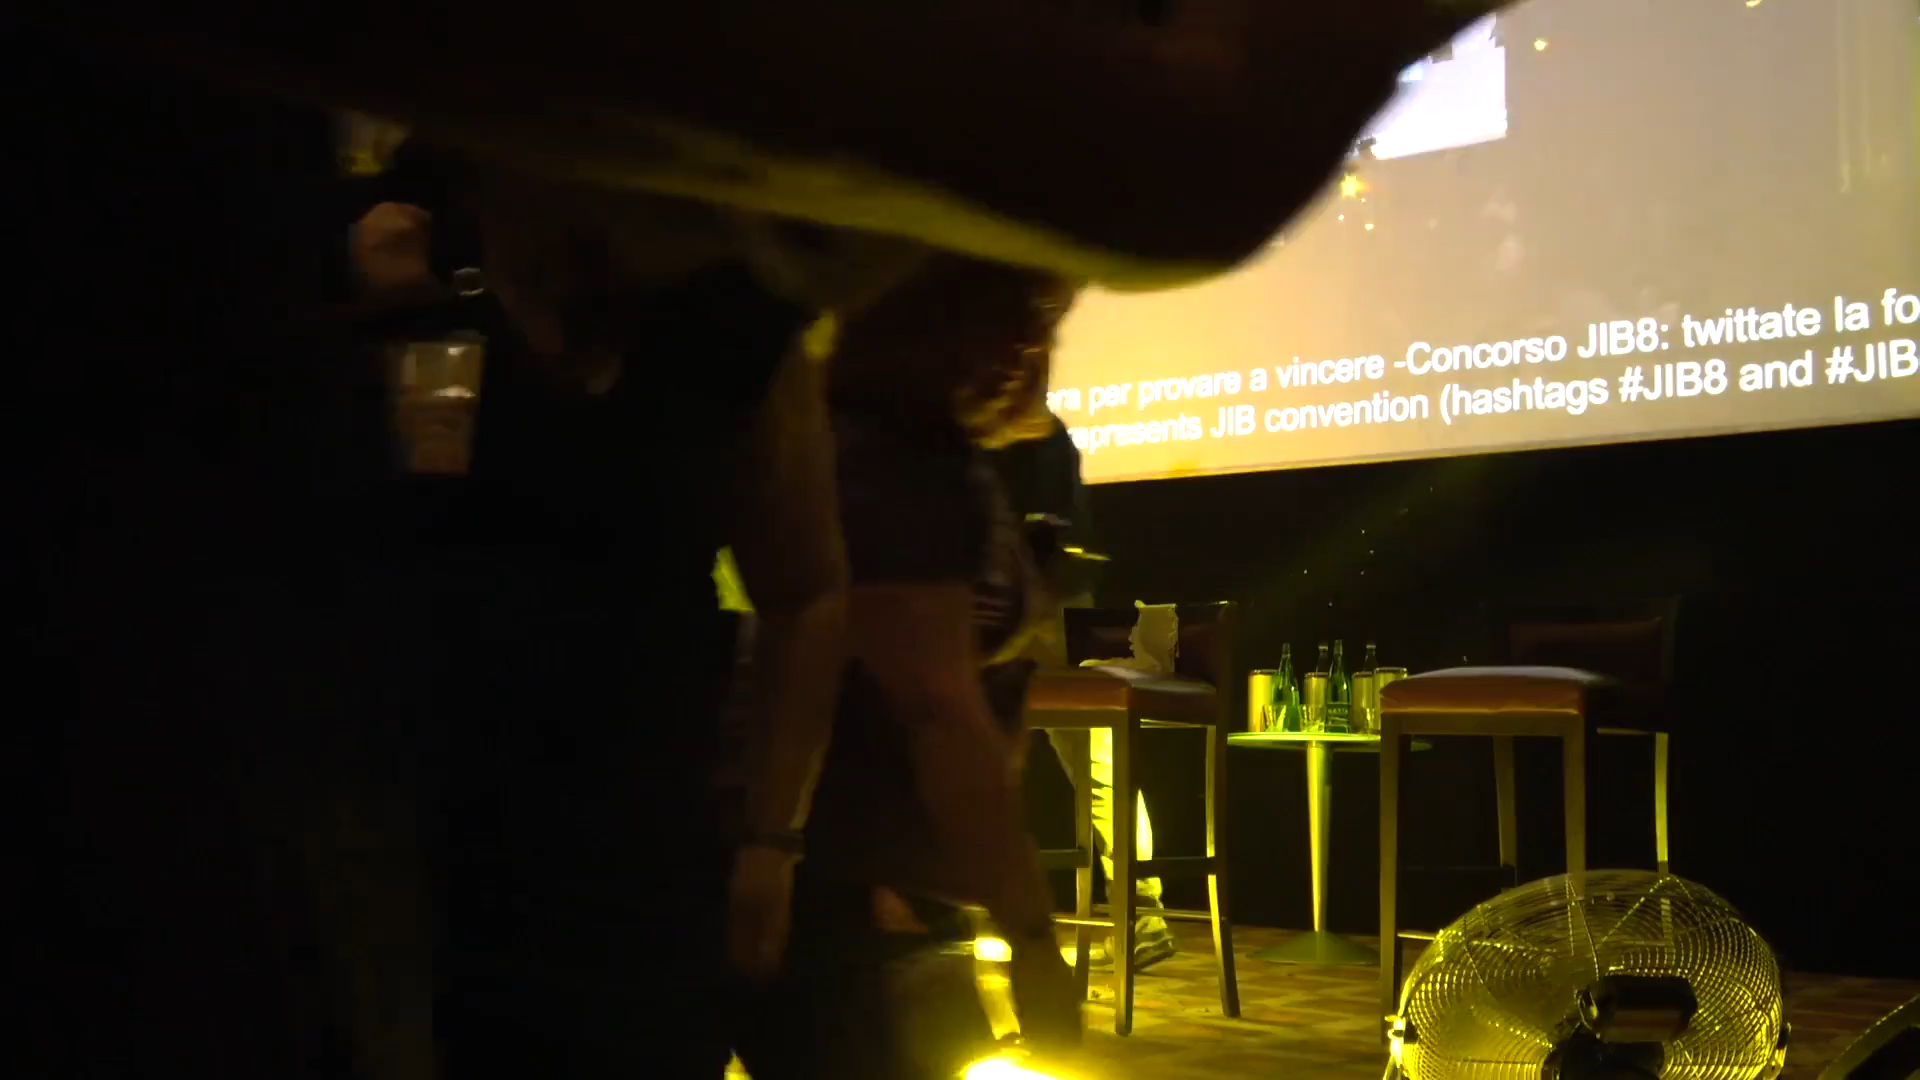 per provare a vincere -Concorso JIB8: twittate la fo
JIB convention (hashtags #JIB8 and #JIB